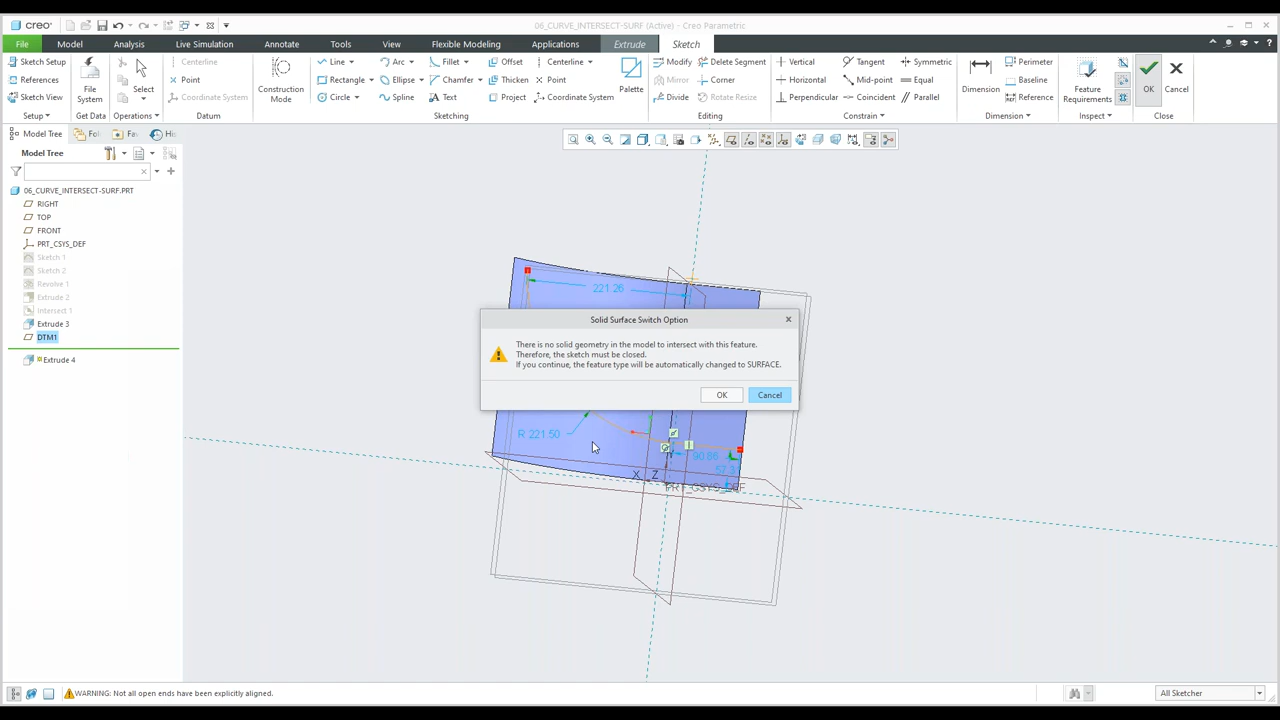 creo
06_CURVE_INTERSECT-SURF (Active) - Creo Parametric
File Model Analysis Live Simulation Annotate Tools View Flexible Modeling Applications Extrude Sketch
Sketch Setup
References
Sketch View
Setup
File System
Get Data
Select
Operations
Centerline
Point
Coordinate System
Datum
Construction Mode
Line Arc Fillet Offset Centerline
Rectangle Ellipse Chamfer Thicken Point
Circle Spline Text Project Coordinate System
Palette
Sketching
Modify Delete Segment
Mirror Corner
Divide Rotate Resize
Editing
Vertical Tangent Symmetric
Horizontal Mid-point Equal
Perpendicular Coincident Parallel
Constrain
Dimension
Perimeter
Baseline
Reference
Dimension
Feature Requirements
Inspect
OK
Cancel
Close
Model Tree Fol Fa His
Model Tree
06_CURVE_INTERSECT-SURF.PRT
RIGHT
TOP
FRONT
PRT_CSYS_DEF
Sketch 1
Sketch 2
Revolve 1
Extrude 2
Intersect 1
Extrude 3
DTM1
Extrude 4
221.26
Solid Surface Switch Option
There is no solid geometry in the model to intersect with this feature.
Therefore, the sketch must be closed.
If you continue, the feature type will be automatically changed to SURFACE.
OK Cancel
R 221.50
90.86
X Z
PRT_CSYS_DEF
WARNING: Not all open ends have been explicitly aligned.
All Sketcher